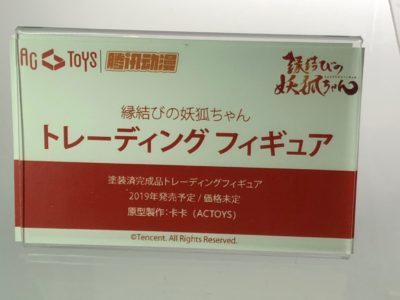 AC TOYS 腾讯动漫
縁結びの妖狐ちゃん
縁結びの妖狐ちゃん
トレーディング フィギュア
塗装済完成品トレーディングフィギュア
2019年発売予定 / 価格未定
原型製作：卡卡（ACTOYS）
©Tencent. All Rights Reserved.